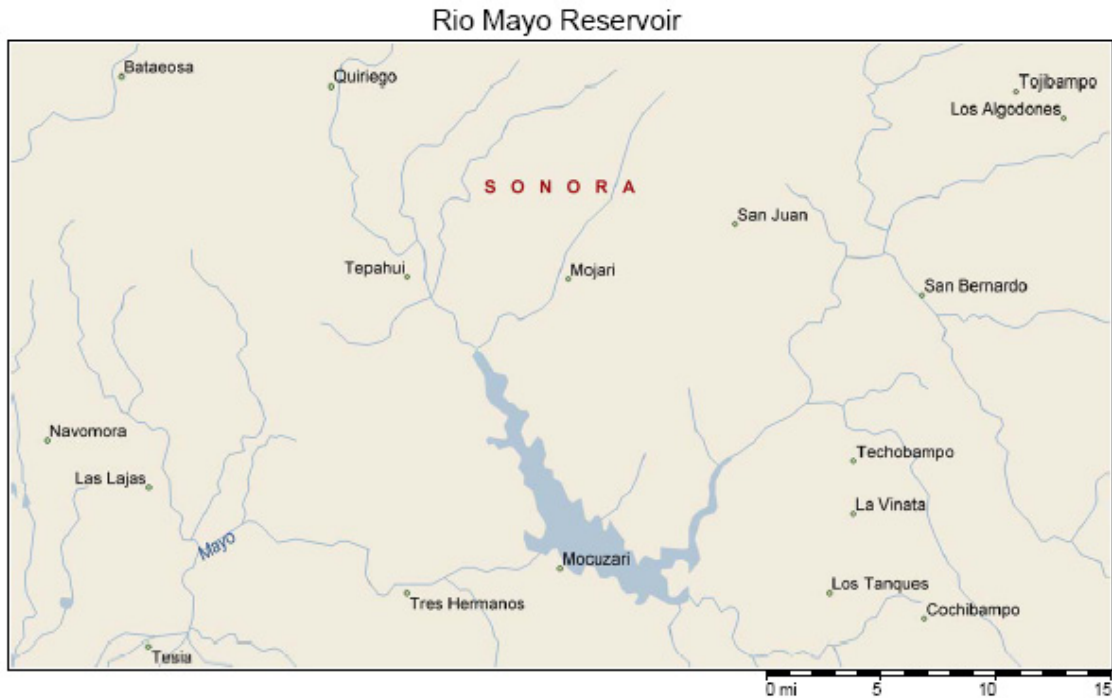 Rio Mayo Reservoir
Bataeosa
Quiriego
Tojibampo
Los Algodones
SONORA
San Juan
Tepahui
Mojari
San Bernardo
Navomora
Techobampo
Las Lajas
La Vinata
Mayo
Mocuzari
Los Tanques
Tres Hermanos
Cochibampo
Tesia
0 mi 5 10 15